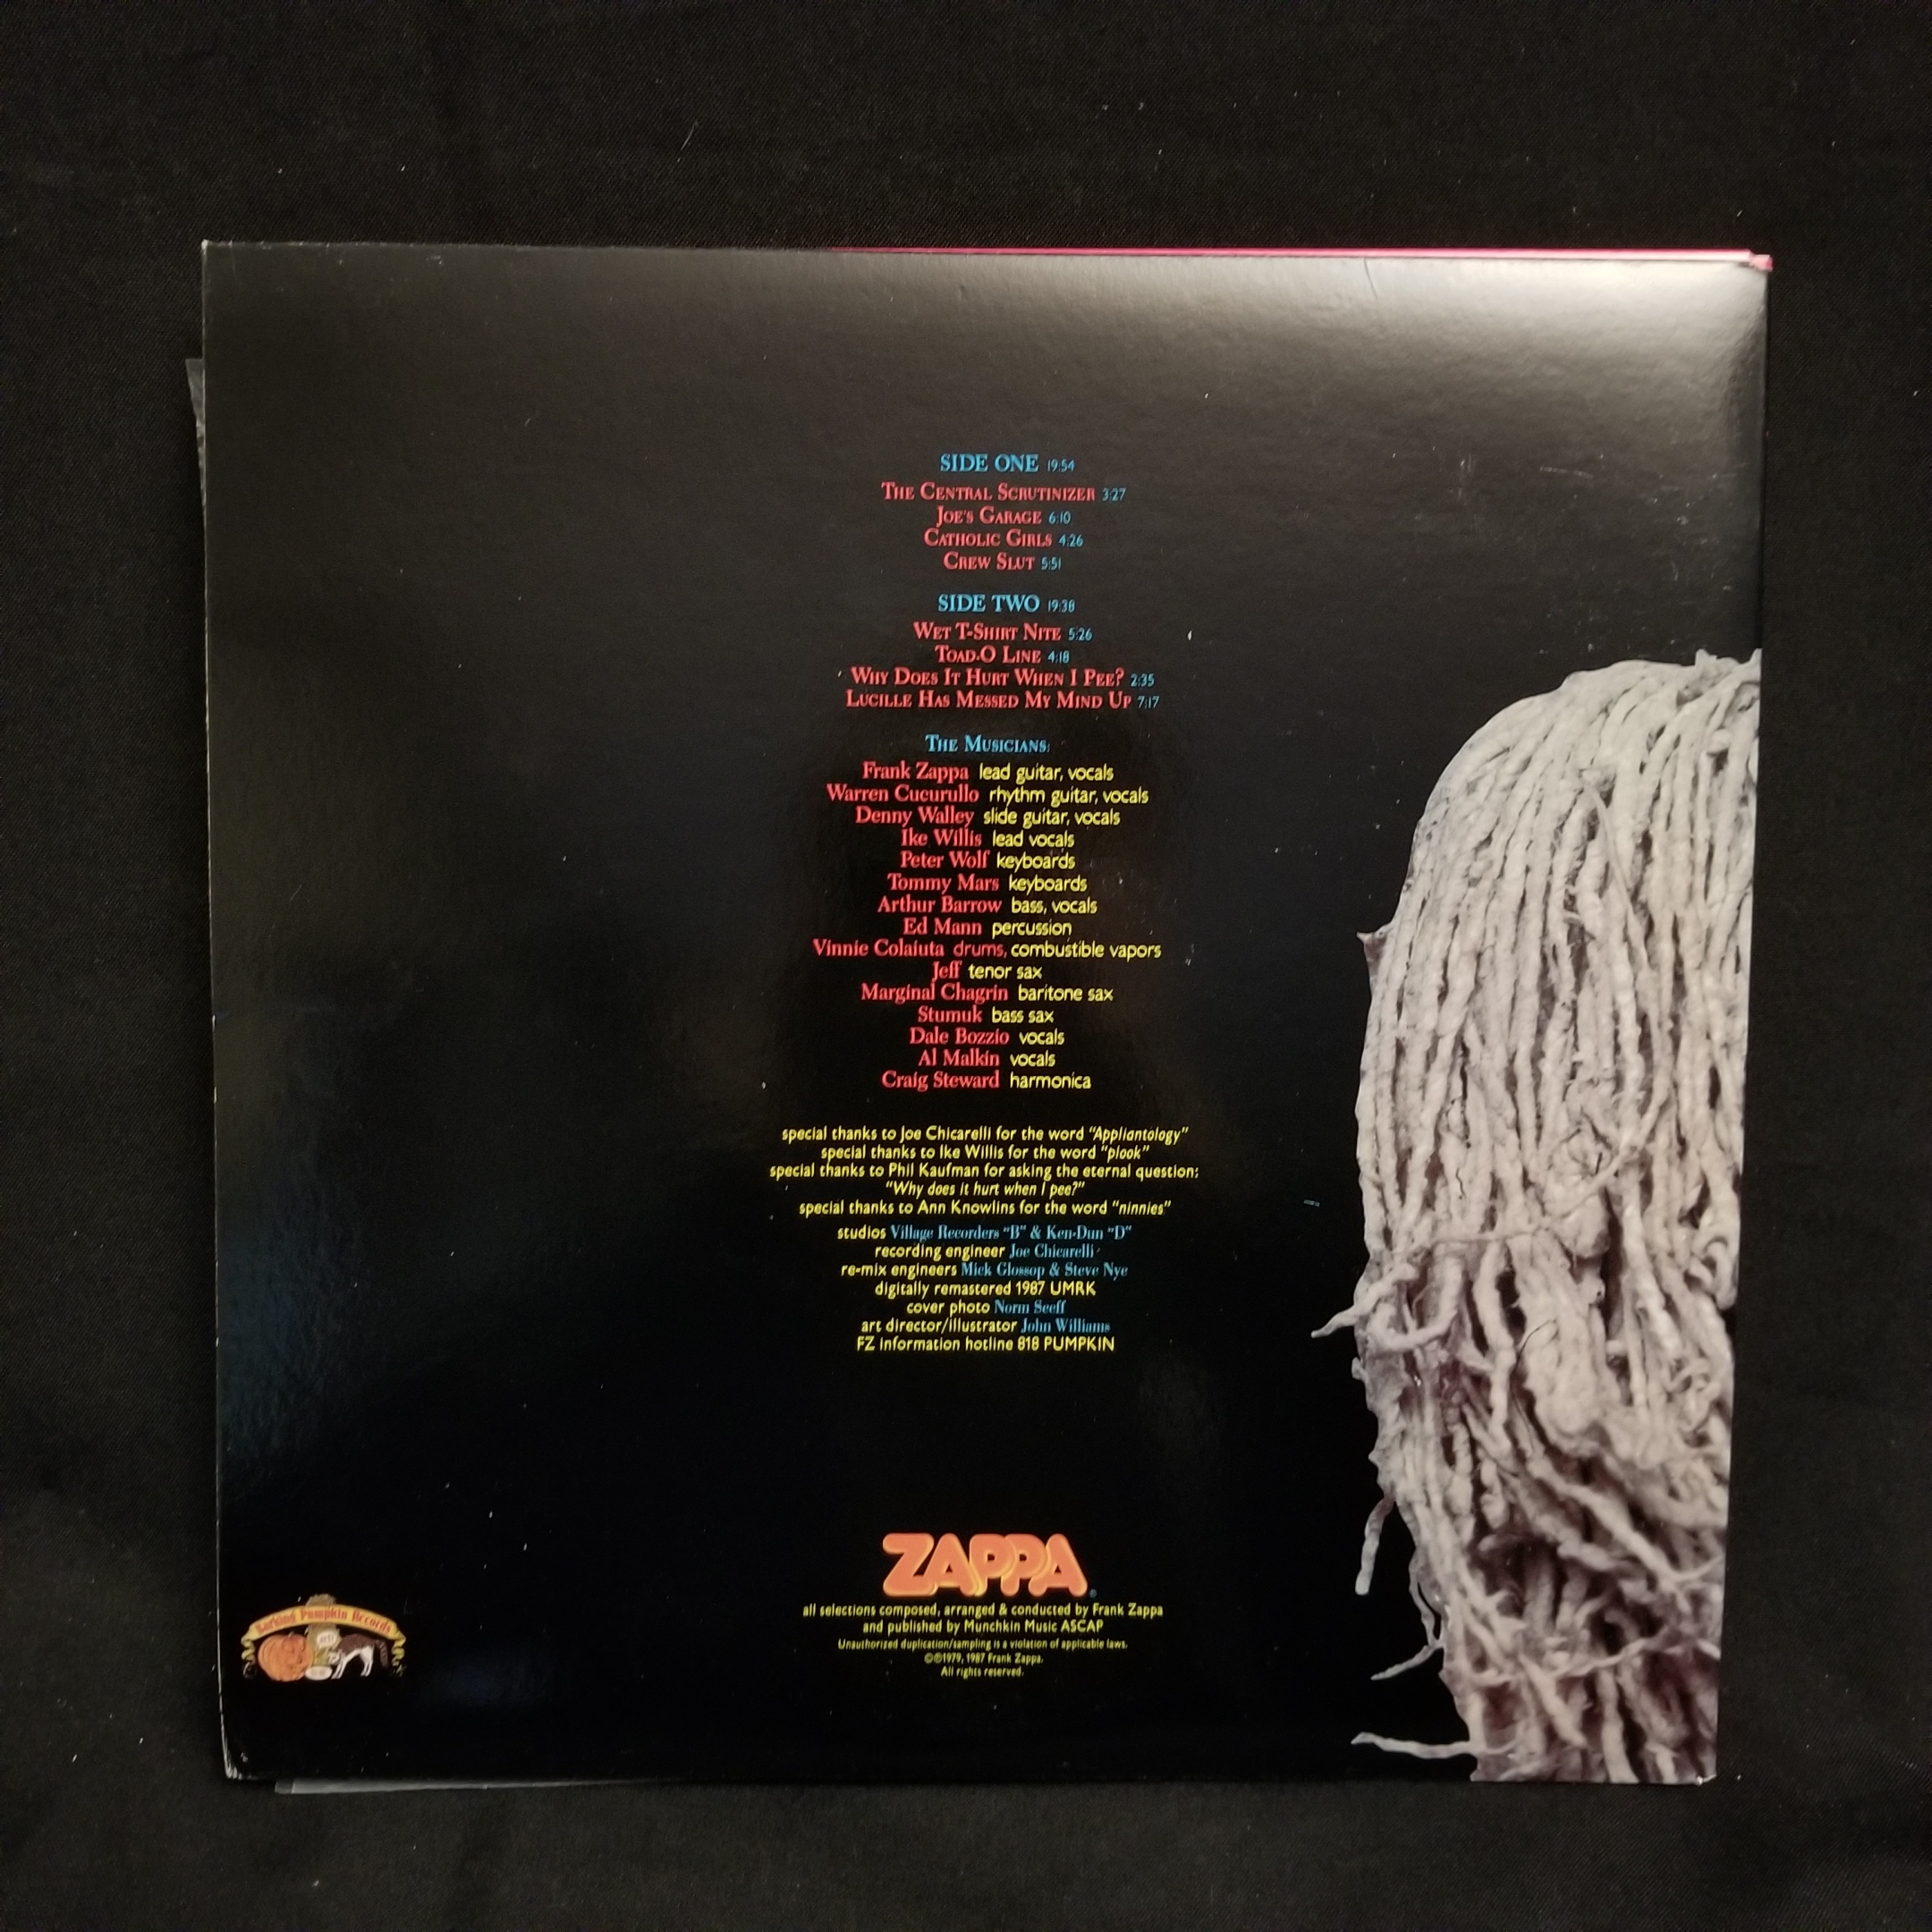 SIDE ONE 19:54
THE CENTRAL SCRUTINIZER 3:27
JOE'S GARAGE 6:10
CATHOLIC GIRLS 4:26
CREW SLUT 5:51
SIDE TWO 19:38
WET T-SHIRT NITE 5:26
TOAD-O LINE 4:18
WHY DOES IT HURT WHEN I PEE? 2:35
LUCILLE HAS MESSED MY MIND UP 7:17
THE MUSICIANS:
Frank Zappa lead guitar, vocals
Warren Cucurullo rhythm guitar, vocals
Denny Walley slide guitar, vocals
Ike Willis lead vocals
Peter Wolf keyboards
Tommy Mars keyboards
Arthur Barrow bass, vocals
Ed Mann percussion
Vinnie Colaiuta drums, combustible vapors
Jeff tenor sax
Marginal Chagrin baritone sax
Stumuk bass sax
Dale Bozzio vocals
Al Malkin vocals
Craig Steward harmonica
special thanks to Joe Chicarelli for the word "Appliantology"
special thanks to Ike Willis for the word "plook"
special thanks to Phil Kaufman for asking the eternal question:
"Why does it hurt when I pee?"
special thanks to Ann Knowlins for the word "ninnies"
studios Village Recorders "B" & Ken-Dun "D"
recording engineer Joe Chicarelli
re-mix engineers Mick Glossop & Steve Nye
digitally remastered 1987 UMRK
cover photo Norm Seeff
art director/illustrator John Williams
FZ information hotline 818 PUMPKIN
ZAPPA
all selections composed, arranged & conducted by Frank Zappa
and published by Munchkin Music ASCAP
Unauthorized duplication/sampling is a violation of applicable laws.
©℗1979, 1987 Frank Zappa.
All rights reserved.
Barking Pumpkin Records